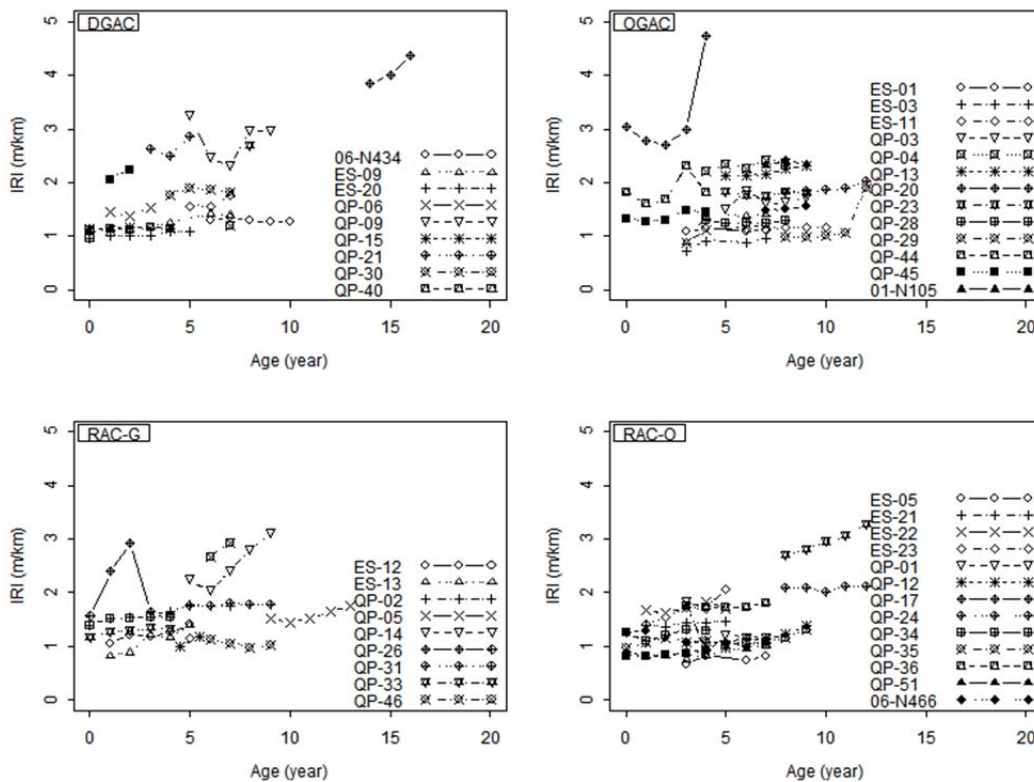 DGAC
5
4
3
2
1
0
IRI (m/km)
06-N434
ES-09
ES-20
QP-06
QP-09
QP-15
QP-21
QP-30
QP-40
0 5 10 15 20
Age (year)
OGAC
5
4
3
2
1
0
IRI (m/km)
ES-01
ES-03
ES-11
QP-03
QP-04
QP-13
QP-20
QP-23
QP-28
QP-29
QP-44
QP-45
01-N105
0 5 10 15 20
Age (year)
RAC-G
5
4
3
2
1
0
IRI (m/km)
ES-12
ES-13
QP-02
QP-05
QP-14
QP-26
QP-31
QP-33
QP-46
0 5 10 15 20
Age (year)
RAC-O
5
4
3
2
1
0
IRI (m/km)
ES-05
ES-21
ES-22
ES-23
QP-01
QP-12
QP-17
QP-24
QP-34
QP-35
QP-36
QP-51
06-N466
0 5 10 15 20
Age (year)